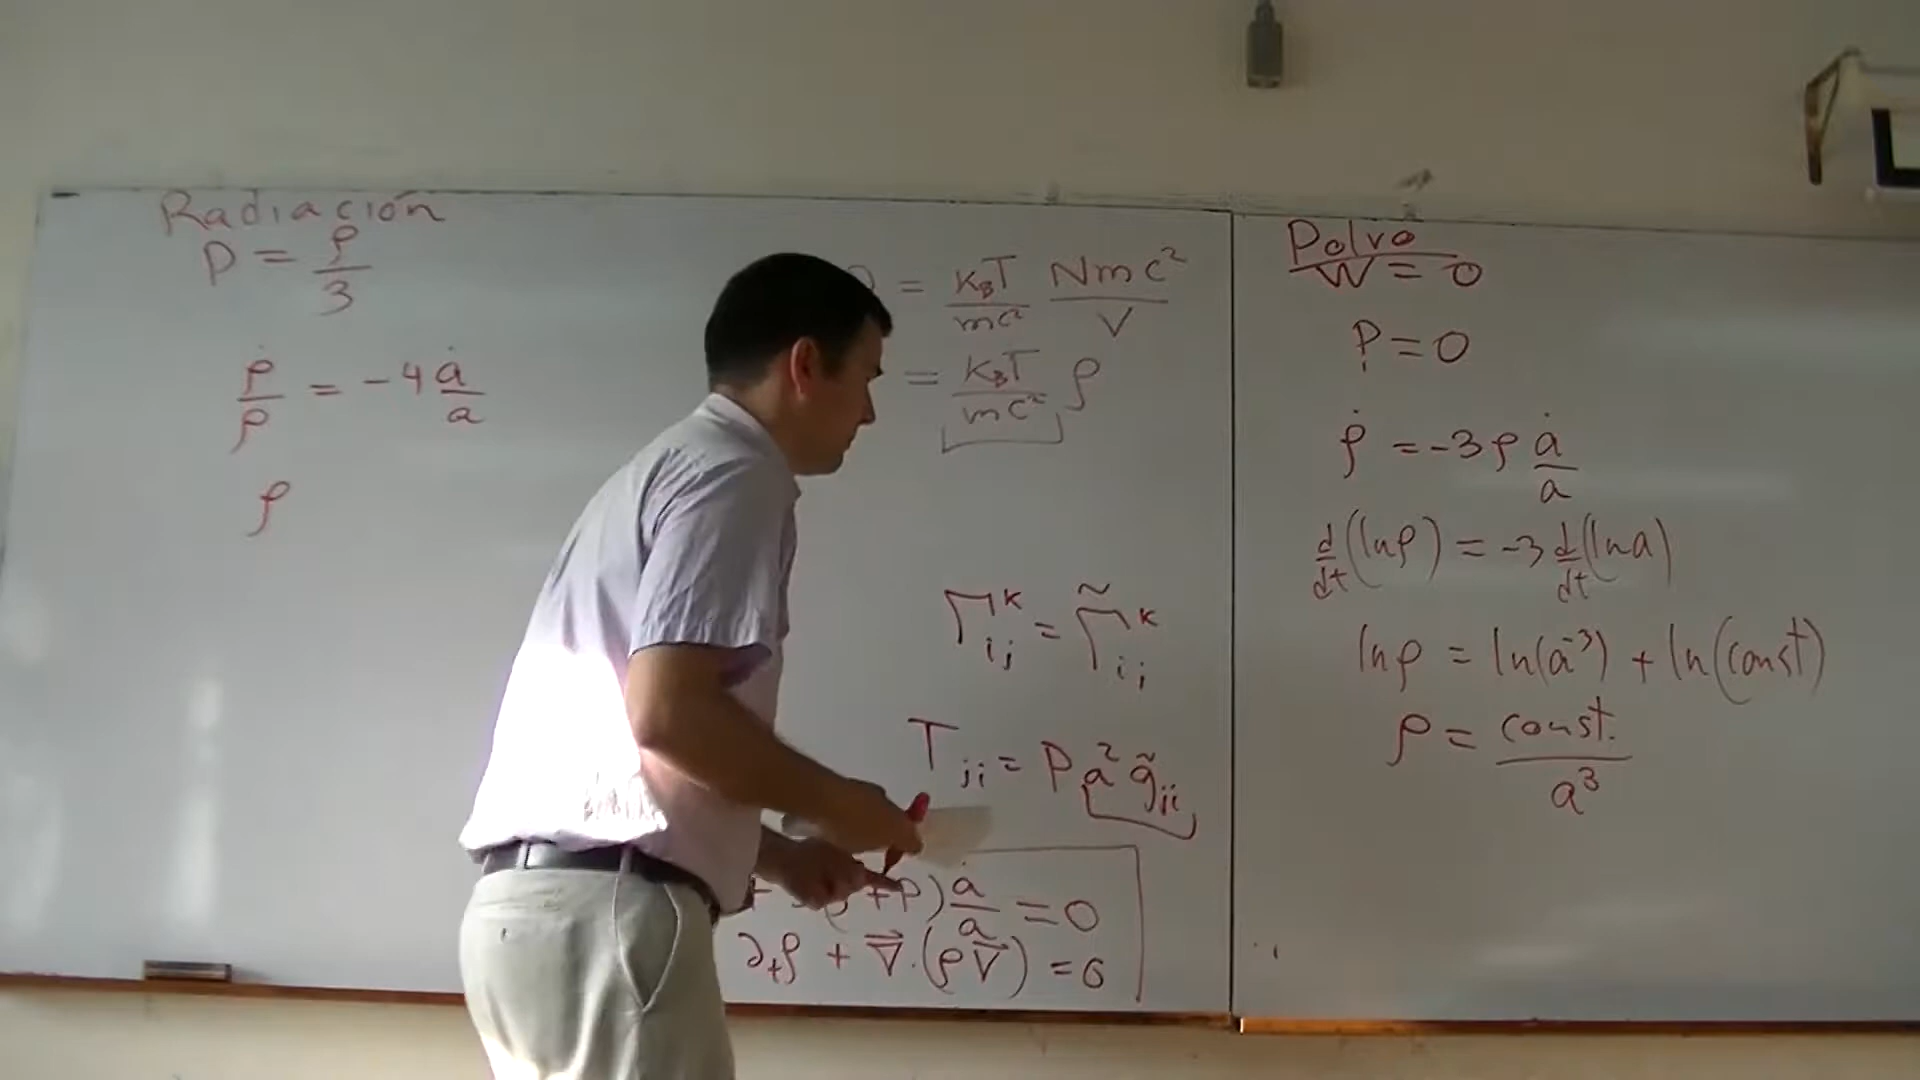 Radiación
P = ρ/3
ρ̇/ρ = -4 ȧ/a
ρ
= K_BT/mc² Nmc²/V
= K_BT/mc² ρ
Γ^k_ij = Γ̃^k_ij
T_ji = P a² g̃_ji
+P) ȧ/a = 0
∂_tρ + ∇⃗·(ρV⃗) = 0
Polvo
W = 0
P = 0
ρ̇ = -3ρ ȧ/a
d/dt(lnρ) = -3 d/dt(lna)
lnρ = ln(a⁻³) + ln(const)
ρ = const./a³